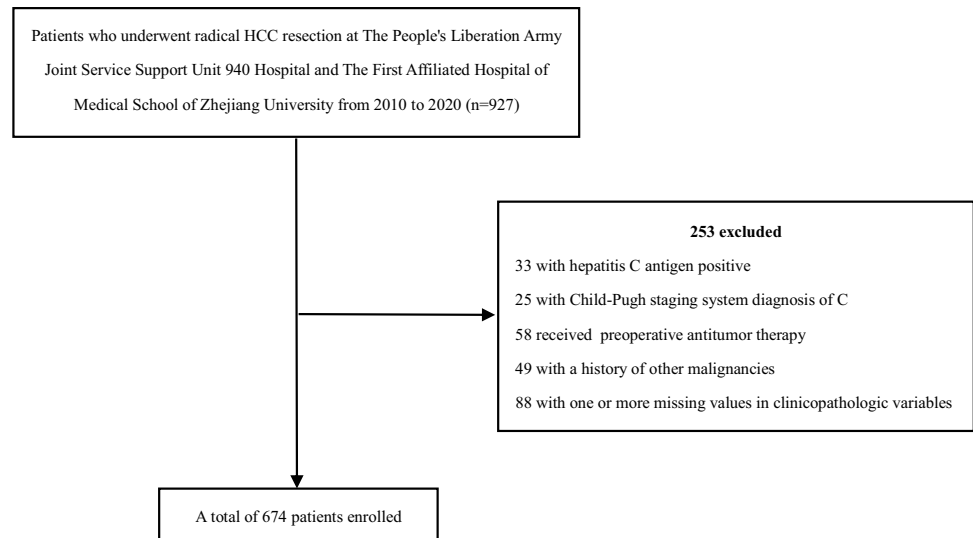 Patients who underwent radical HCC resection at The People's Liberation Army
Joint Service Support Unit 940 Hospital and The First Affiliated Hospital of
Medical School of Zhejiang University from 2010 to 2020 (n=927)
253 excluded
33 with hepatitis C antigen positive
25 with Child-Pugh staging system diagnosis of C
58 received  preoperative antitumor therapy
49 with a history of other malignancies
88 with one or more missing values in clinicopathologic variables
A total of 674 patients enrolled